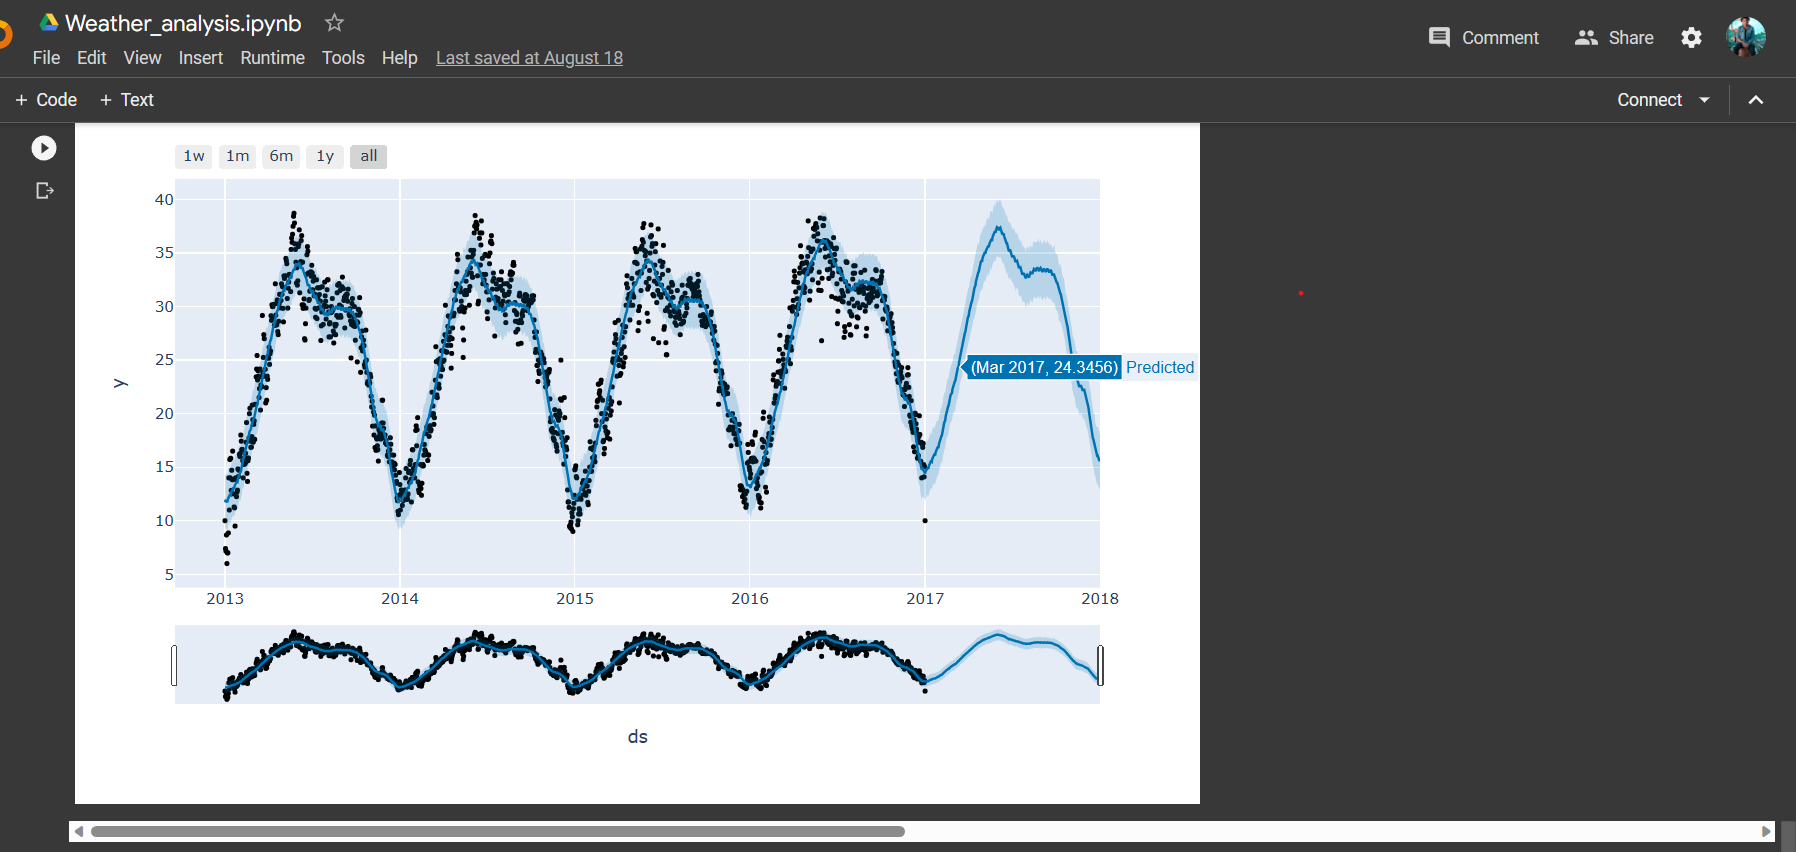 Weather_analysis.ipynb
File Edit View Insert Runtime Tools Help Last saved at August 18
Comment Share
+ Code + Text
Connect
1w 1m 6m 1y all
40
35
30
25
20
15
10
5
y
(Mar 2017, 24.3456) Predicted
2013 2014 2015 2016 2017 2018
ds